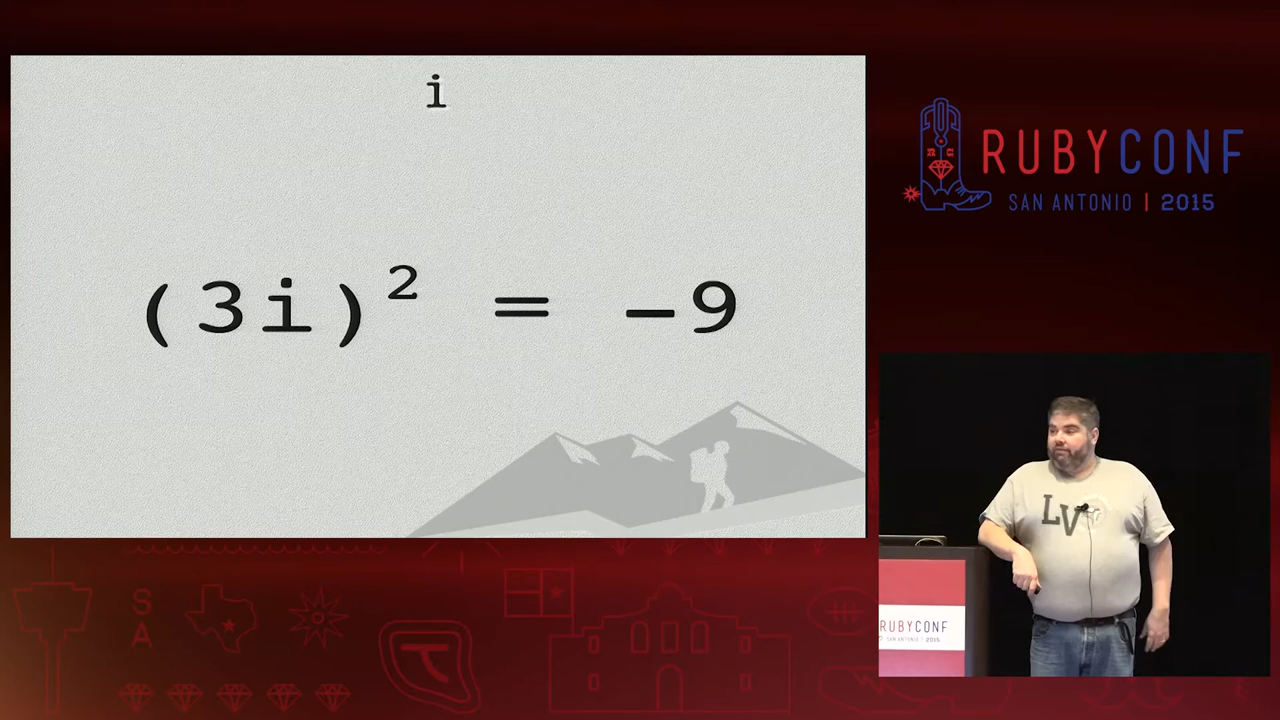 i
(3i)² = -9
RUBYCONF
SAN ANTONIO | 2015
LV
RUBYCONF
SAN ANTONIO | 2015
S
A